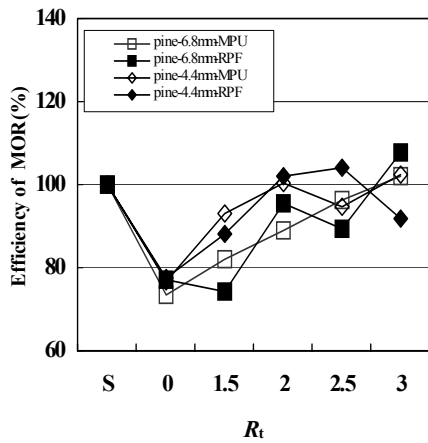 140
120
100
80
60
Efficiency of MOR(%)
pine-6.8mm-MPU
pine-6.8mm-RPF
pine-4.4mm-MPU
pine-4.4mm-RPF
S 0 1.5 2 2.5 3
Rt